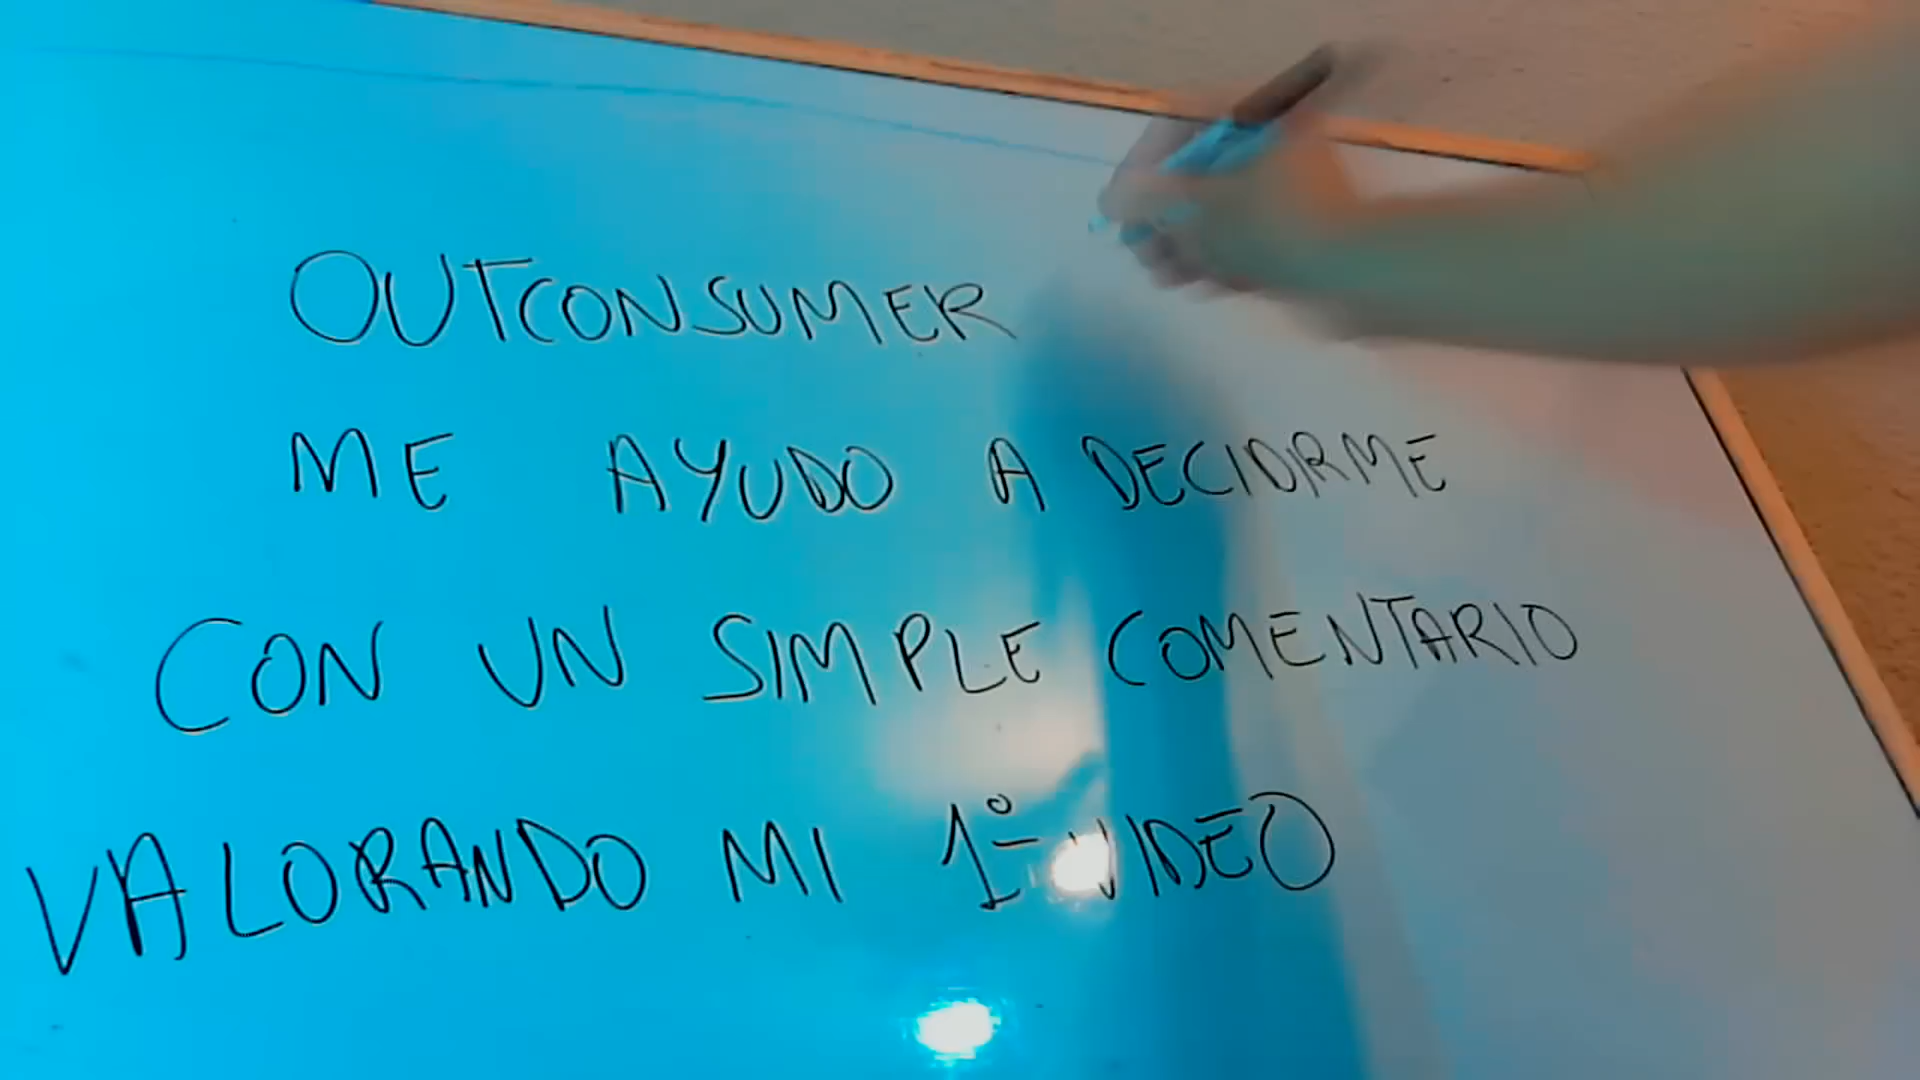 OUTCONSUMER
ME AYUDO A DECIDIRME
CON UN SIMPLE COMENTARIO
VALORANDO MI 1º VIDEO